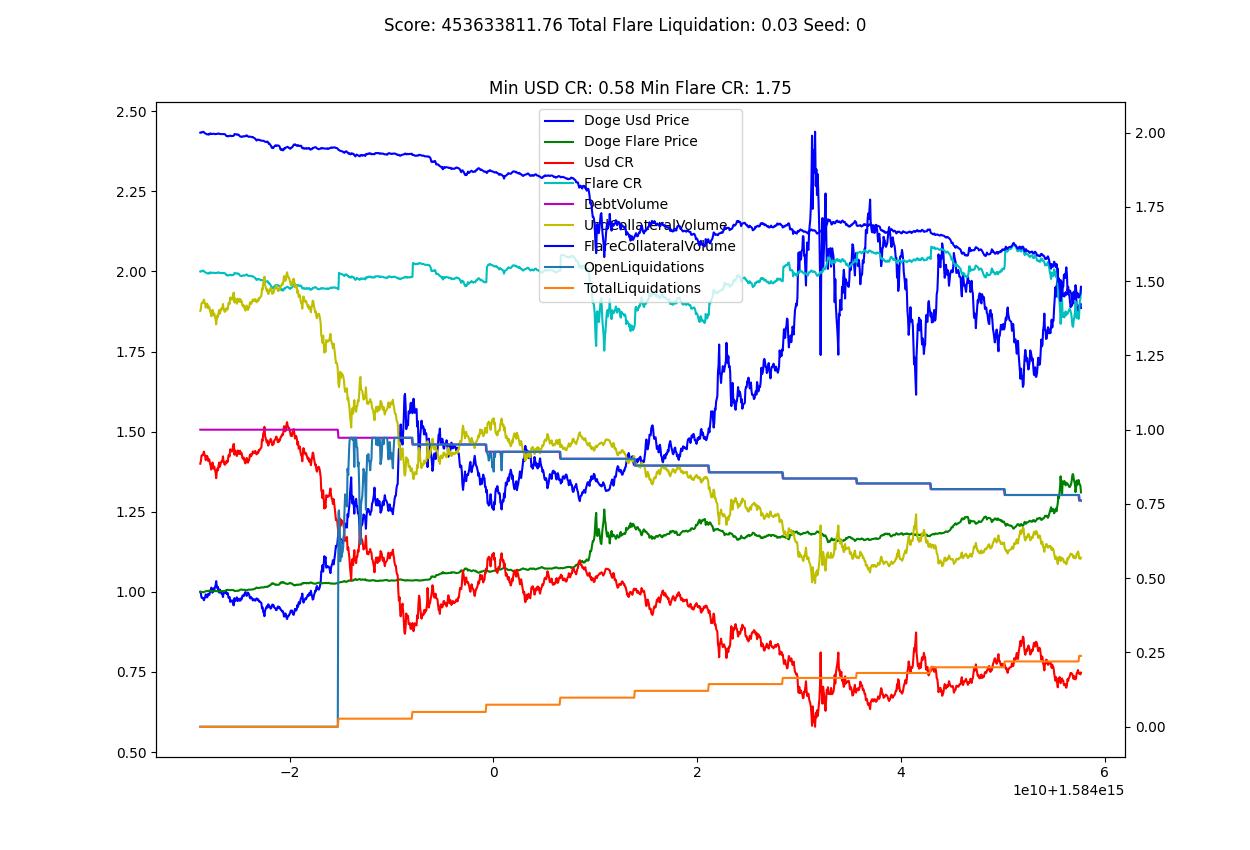 Score: 453633811.76 Total Flare Liquidation: 0.03 Seed: 0
Min USD CR: 0.58 Min Flare CR: 1.75
2.50
2.25
2.00
1.75
1.50
1.25
1.00
0.75
0.50
Doge Usd Price
Doge Flare Price
Usd CR
Flare CR
DebtVolume
UsdCollateralVolume
FlareCollateralVolume
OpenLiquidations
TotalLiquidations
2.00
1.75
1.50
1.25
1.00
0.75
0.50
0.25
0.00
−2
0
2
4
6
1e10+1.584e15